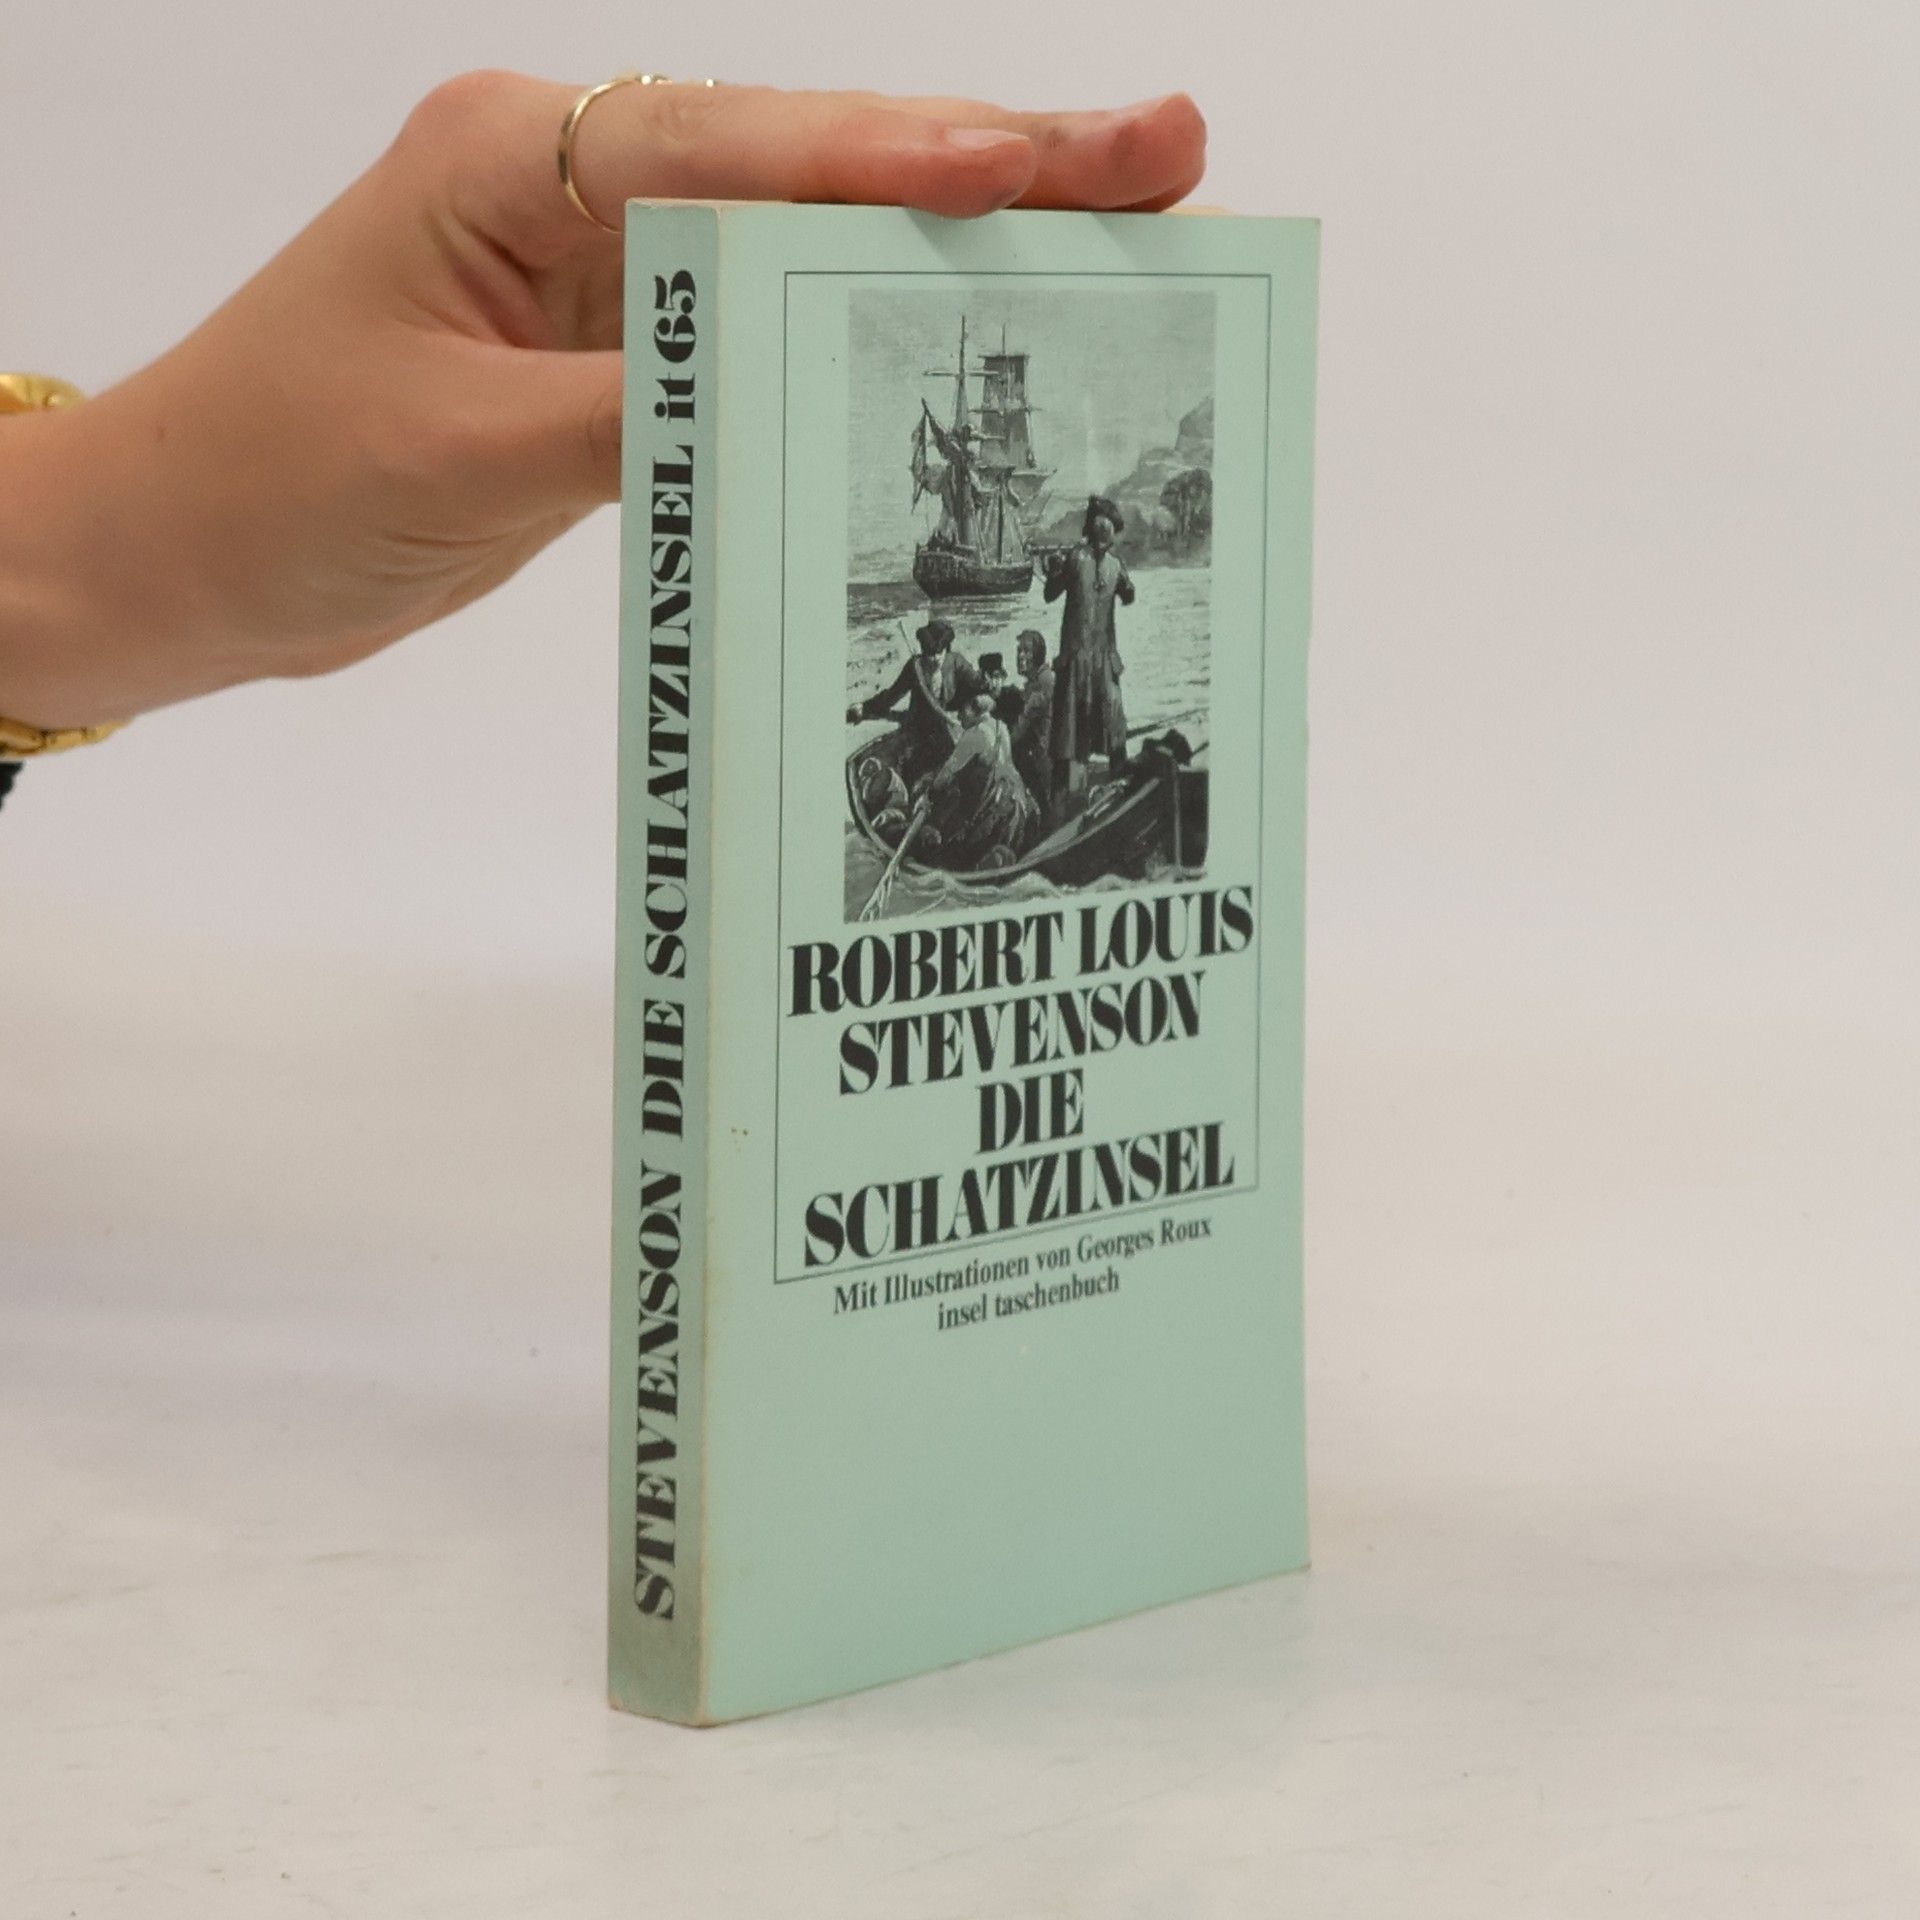 STEVENSON DIE SCHATZINSEL it 65
ROBERT LOUIS
STEVENSON
DIE
SCHATZINSEL
Mit Illustrationen von Georges Roux
insel taschenbuch